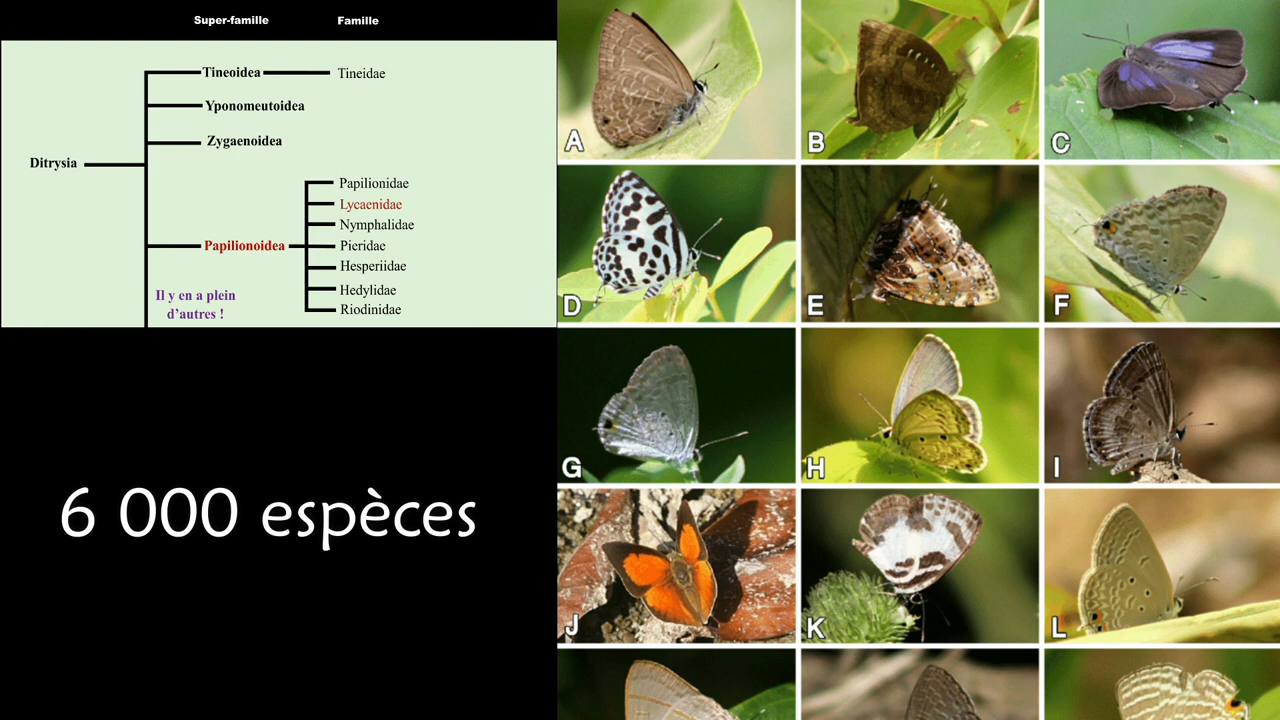 Super-famille Famille
Tineoidea Tineidae
Yponomeutoidea
Zygaenoidea
Ditrysia
Papilionidae
Lycaenidae
Nymphalidae
Papilionoidea Pieridae
Hesperiidae
Hedylidae
Riodinidae
Il y en a plein
d'autres !
6 000 espèces
A B C
D E F
G H I
J K L